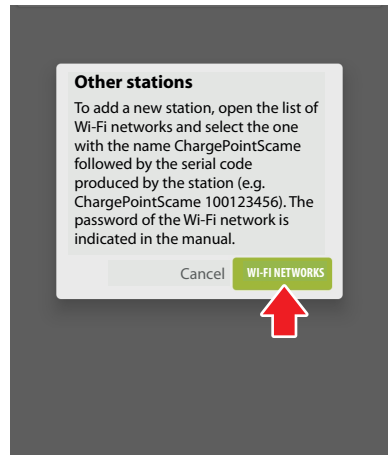 Other stations
To add a new station, open the list of
Wi-Fi networks and select the one
with the name ChargePointScame
followed by the serial code
produced by the station (e.g.
ChargePointScame 100123456). The
password of the Wi-Fi network is
indicated in the manual.
Cancel WI-FI NETWORKS